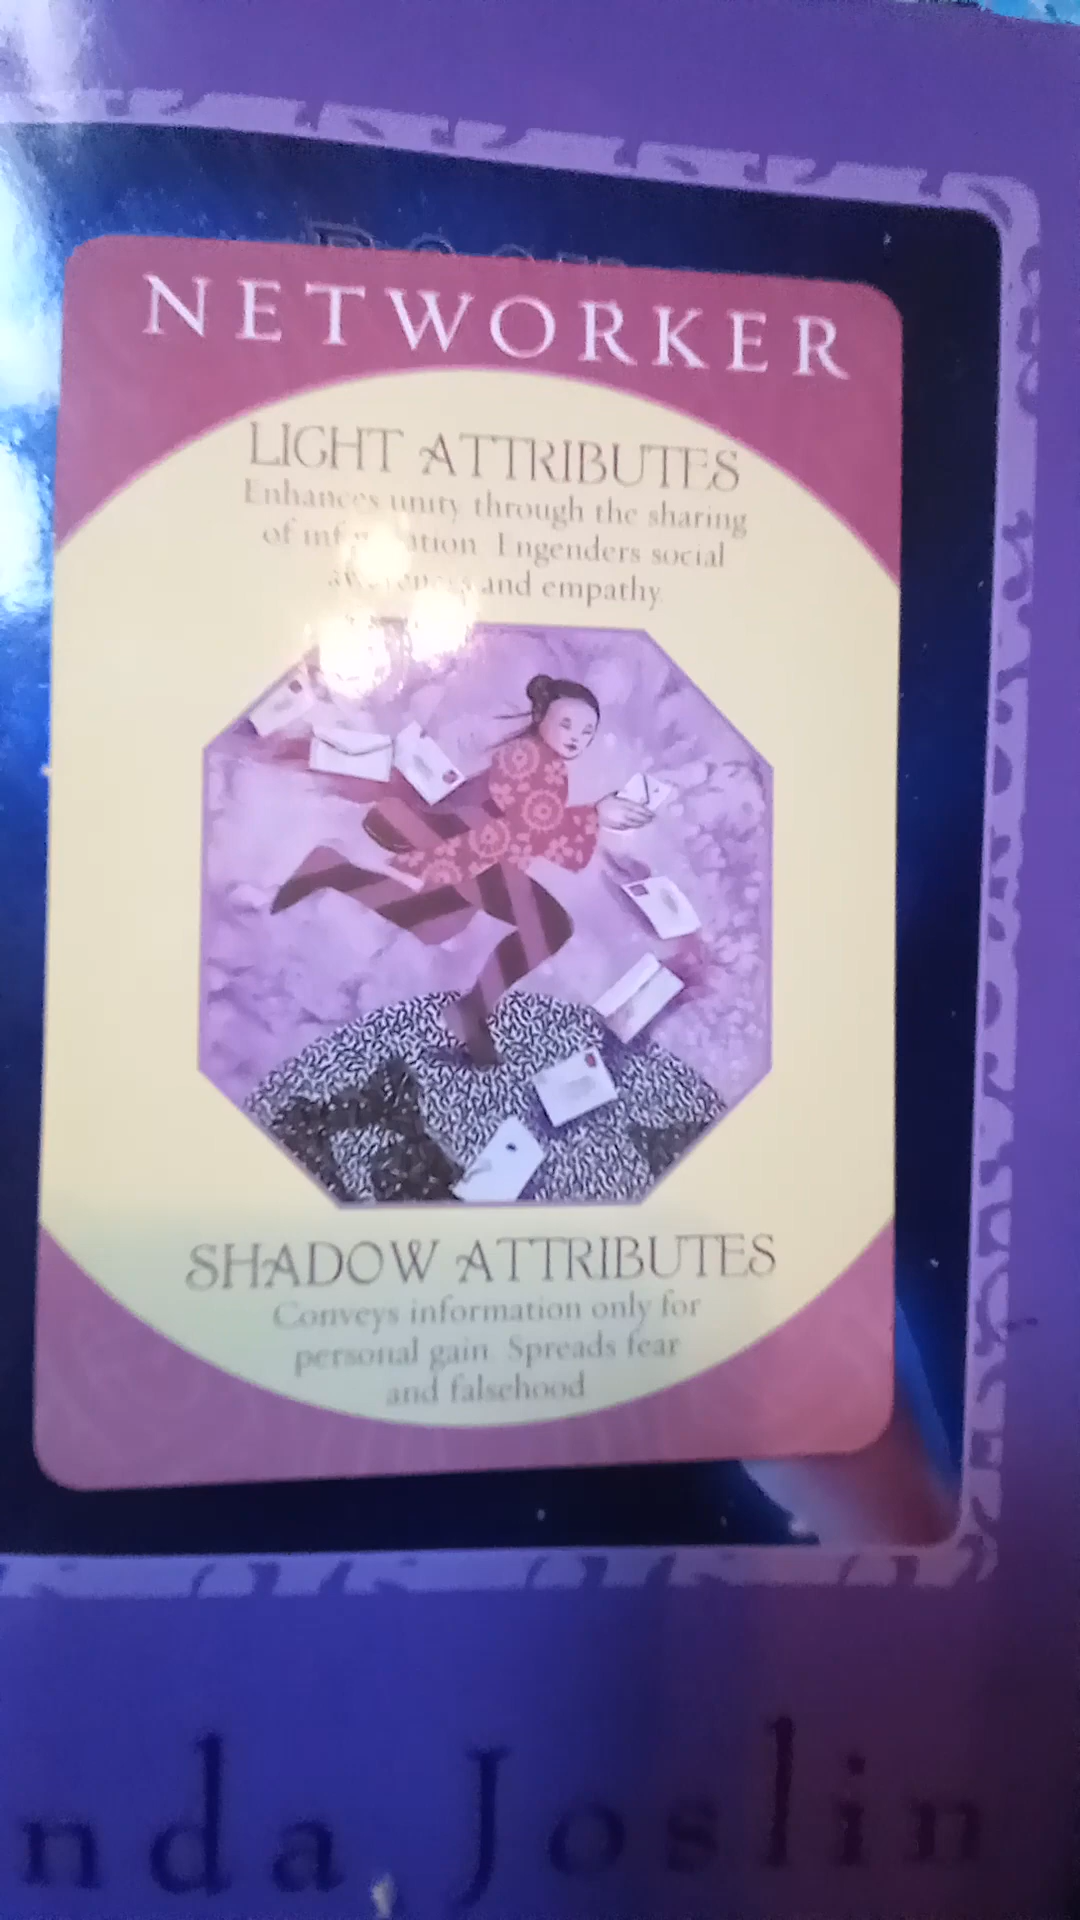 NETWORKER
LIGHT ATTRIBUTES
Enhances unity through the sharing
of information. Engenders social
awareness and empathy.
SHADOW ATTRIBUTES
Conveys information only for
personal gain. Spreads fear
and falsehood
nda Joslin